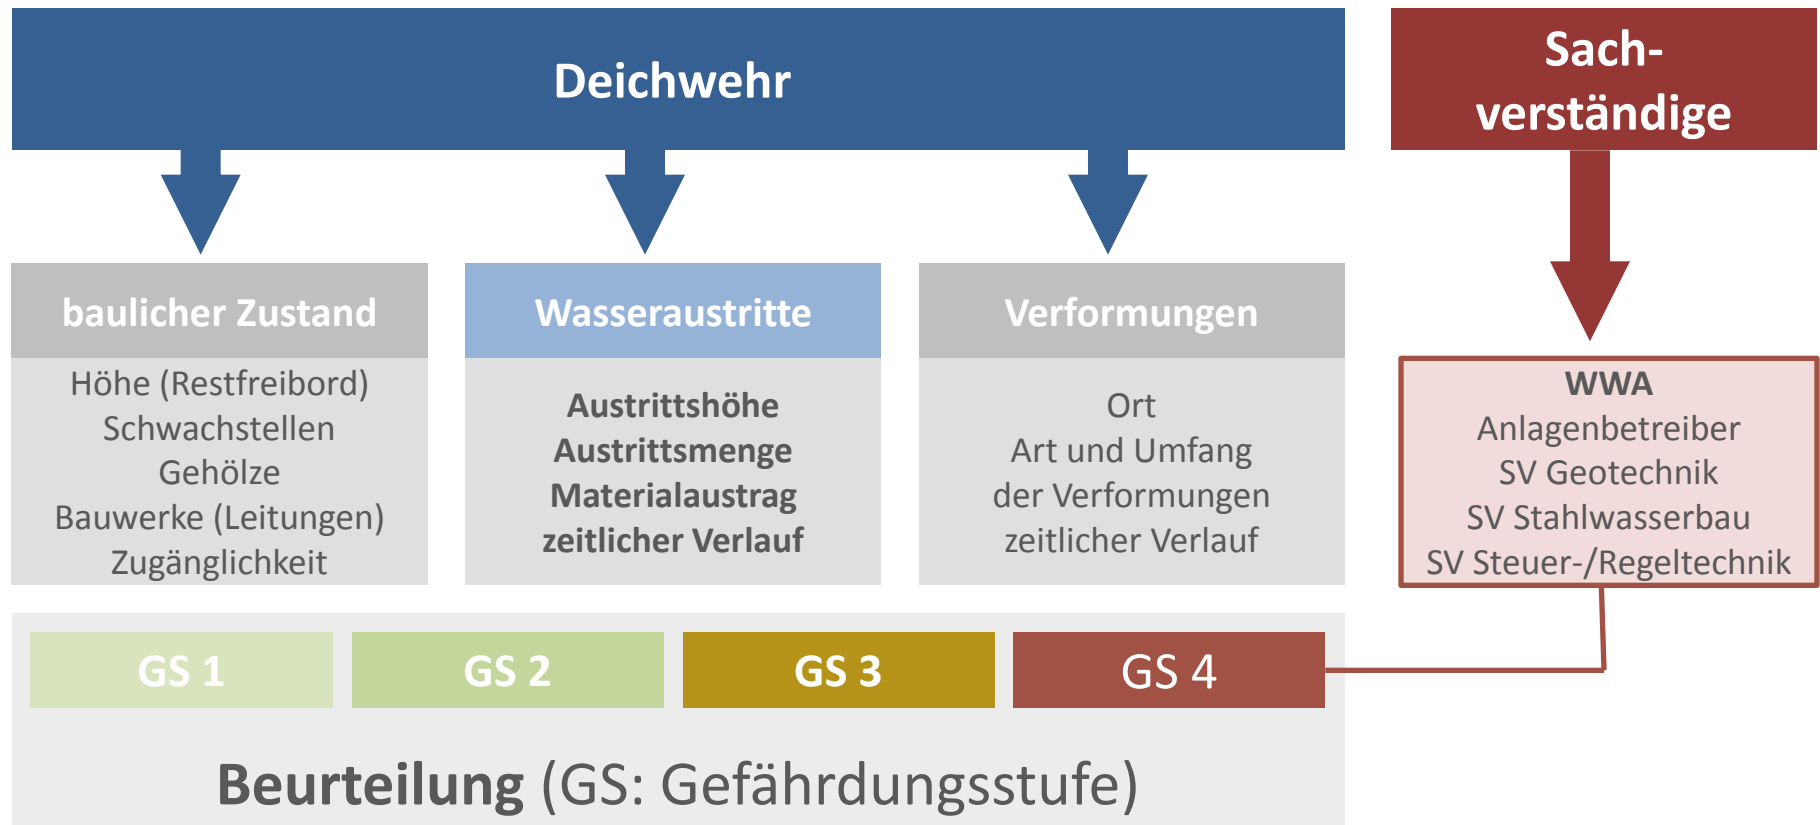 Deichwehr
Sach-
verständige
baulicher Zustand
Höhe (Restfreibord)
Schwachstellen
Gehölze
Bauwerke (Leitungen)
Zugänglichkeit
Wasseraustritte
Austrittshöhe
Austrittsmenge
Materialaustrag
zeitlicher Verlauf
Verformungen
Ort
Art und Umfang
der Verformungen
zeitlicher Verlauf
WWA
Anlagenbetreiber
SV Geotechnik
SV Stahlwasserbau
SV Steuer-/Regeltechnik
GS 1
GS 2
GS 3
GS 4
Beurteilung (GS: Gefährdungsstufe)